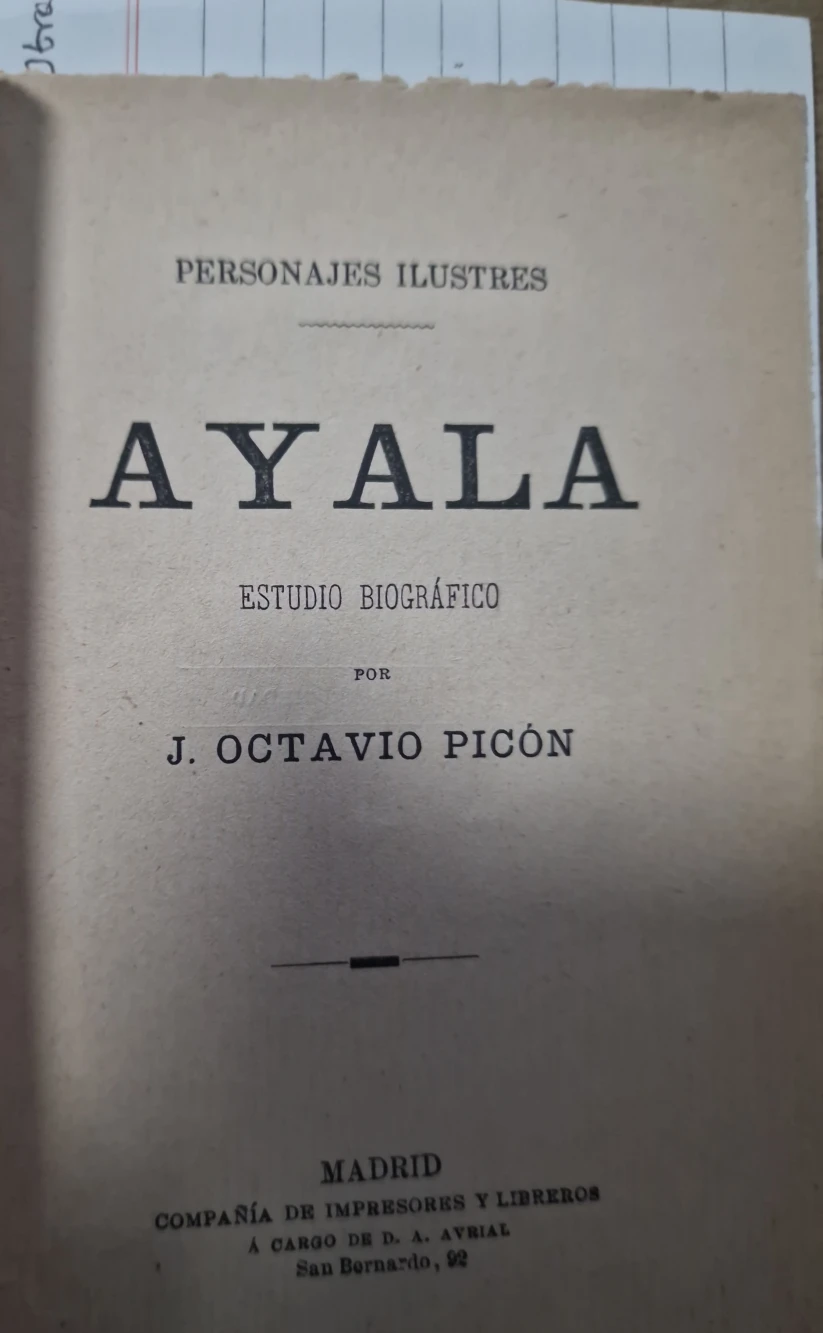 Obra
PERSONAJES ILUSTRES
AYALA
ESTUDIO BIOGRÁFICO
POR
J. OCTAVIO PICÓN
MADRID
COMPAÑÍA DE IMPRESORES Y LIBREROS
Á CARGO DE D. A. AVRIAL
San Bernardo, 92